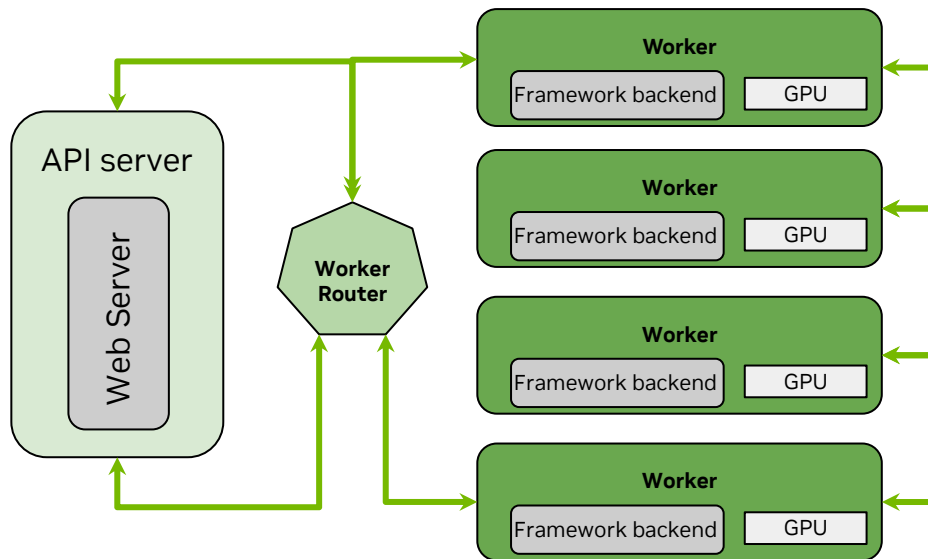 API server
Web Server
Worker
Router
Worker
Framework backend
GPU
Worker
Framework backend
GPU
Worker
Framework backend
GPU
Worker
Framework backend
GPU